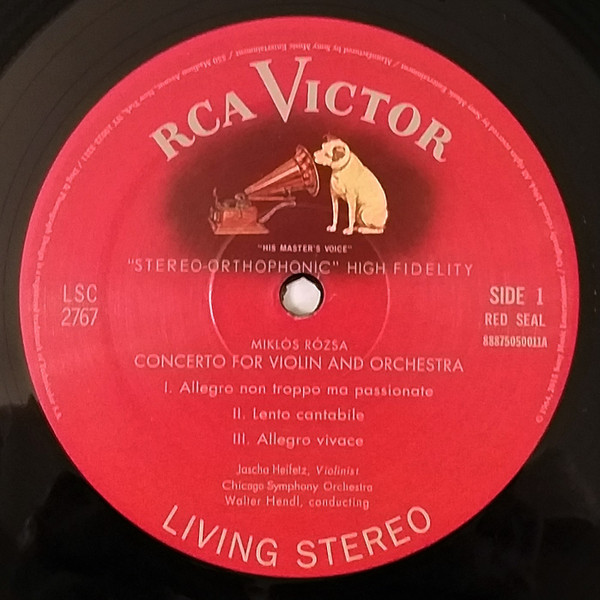 RCA VICTOR
"HIS MASTER'S VOICE"
"STEREO-ORTHOPHONIC" HIGH FIDELITY
LSC
2767
SIDE 1
RED SEAL
88875050011A
MIKLÓS RÓZSA
CONCERTO FOR VIOLIN AND ORCHESTRA
I. Allegro non troppo ma passionate
II. Lento cantabile
III. Allegro vivace
Jascha Heifetz, Violinist
Chicago Symphony Orchestra
Walter Hendl, conducting
LIVING STEREO